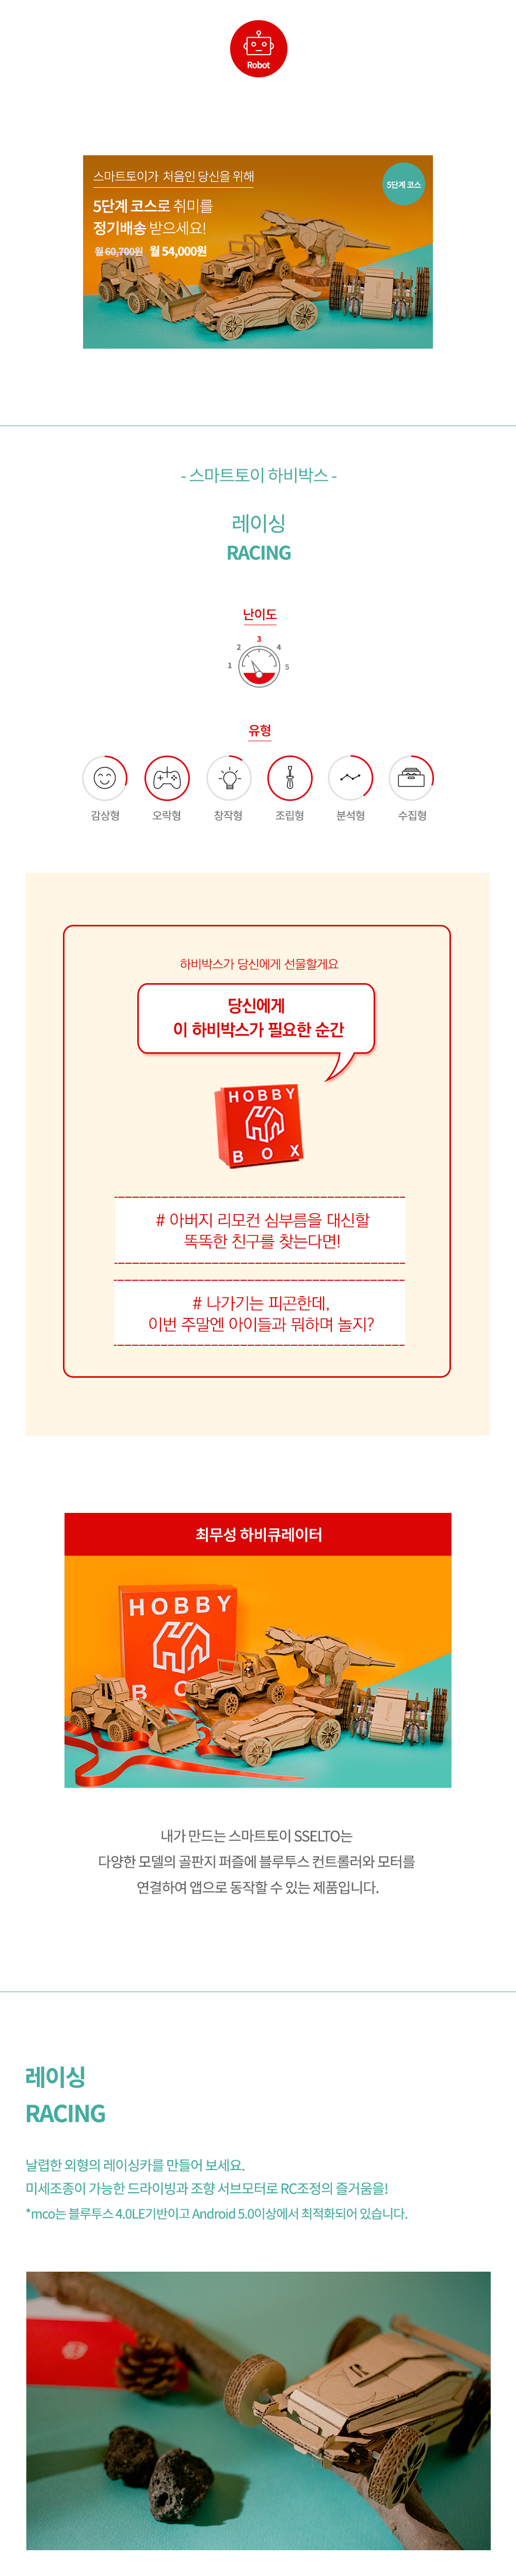 Robot
스마트토이가 처음인 당신을 위해
5단계 코스로 취미를
정기배송 받으세요!
월 60,700원 월 54,000원
5단계 코스
- 스마트토이 하비박스 -
레이싱
RACING
난이도
1 2 3 4 5
유형
감상형 오락형 창작형 조립형 분석형 수집형
하비박스가 당신에게 선물할게요
당신에게
이 하비박스가 필요한 순간
HOBBY
BOX
# 아버지 리모컨 심부름을 대신할
똑똑한 친구를 찾는다면!
# 나가기는 피곤한데,
이번 주말엔 아이들과 뭐하며 놀지?
최무성 하비큐레이터
HOBBY
B O
내가 만드는 스마트토이 SSELTO는
다양한 모델의 골판지 퍼즐에 블루투스 컨트롤러와 모터를
연결하여 앱으로 동작할 수 있는 제품입니다.
레이싱
RACING
날렵한 외형의 레이싱카를 만들어 보세요.
미세조종이 가능한 드라이빙과 조향 서브모터로 RC조정의 즐거움을!
*mco는 블루투스 4.0LE기반이고 Android 5.0이상에서 최적화되어 있습니다.